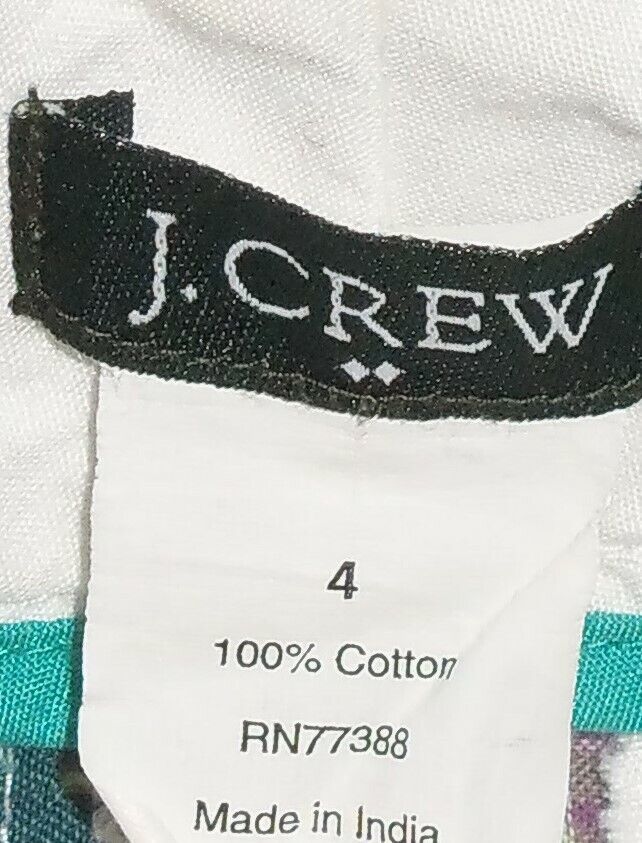 J.CREW
4
100% Cotton
RN77388
Made in India